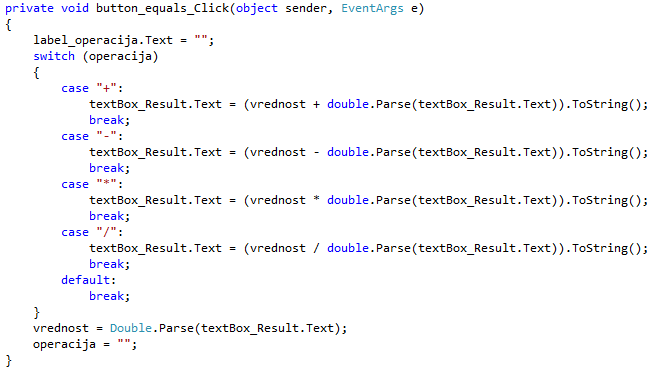 private void button_equals_Click(object sender, EventArgs e)
{
    label_operacija.Text = "";
    switch (operacija)
    {
        case "+":
            textBox_Result.Text = (vrednost + double.Parse(textBox_Result.Text)).ToString();
            break;
        case "-":
            textBox_Result.Text = (vrednost - double.Parse(textBox_Result.Text)).ToString();
            break;
        case "*":
            textBox_Result.Text = (vrednost * double.Parse(textBox_Result.Text)).ToString();
            break;
        case "/":
            textBox_Result.Text = (vrednost / double.Parse(textBox_Result.Text)).ToString();
            break;
        default:
            break;
    }
    vrednost = Double.Parse(textBox_Result.Text);
    operacija = "";
}